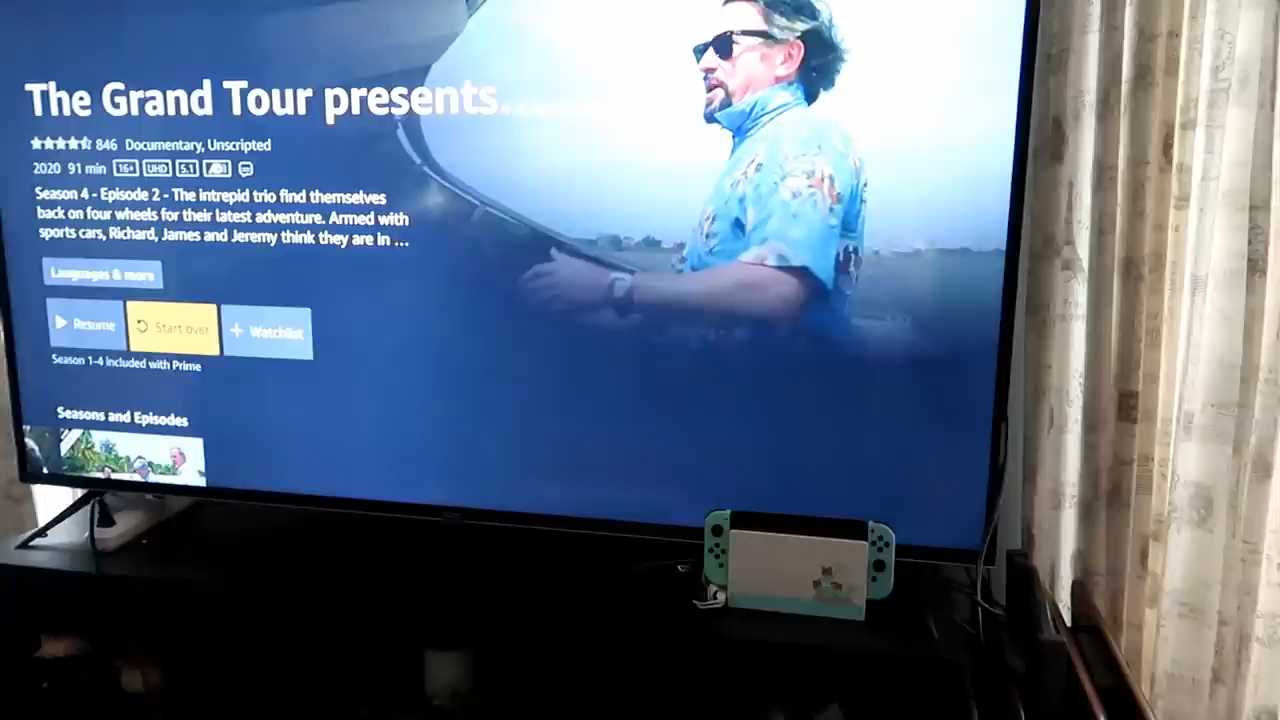 The Grand Tour presents...
846 Documentary, Unscripted
2020 91 min 16+ UHD 5.1 AD
Season 4 - Episode 2 - The intrepid trio find themselves
back on four wheels for their latest adventure. Armed with
sports cars, Richard, James and Jeremy think they are in ...
Languages & more
Resume Start over + Watchlist
Season 1-4 included with Prime
Seasons and Episodes